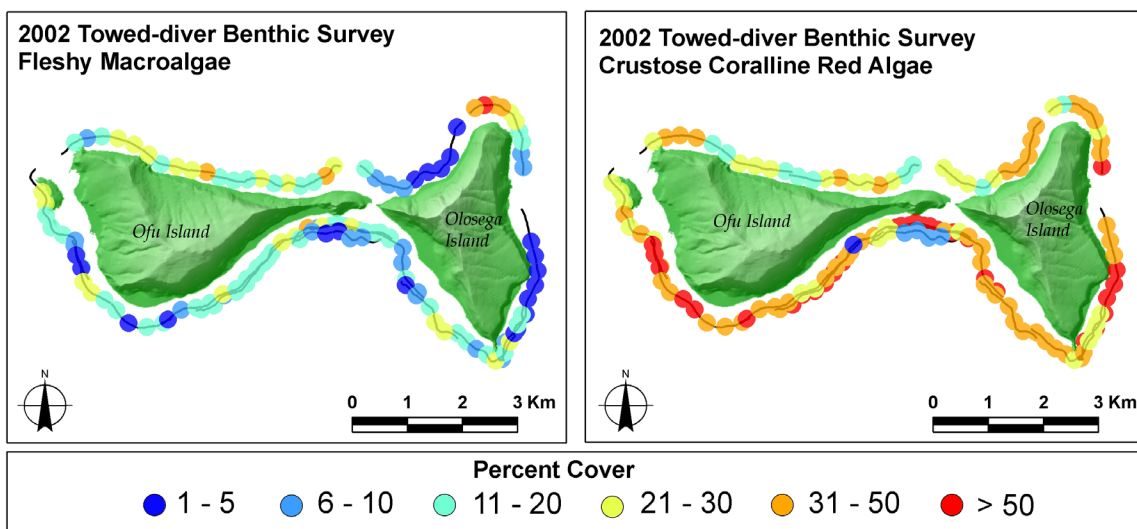 2002 Towed-diver Benthic Survey
Fleshy Macroalgae
Ofu Island
Olosega
Island
N
0 1 2 3 Km
2002 Towed-diver Benthic Survey
Crustose Coralline Red Algae
Ofu Island
Olosega
Island
N
0 1 2 3 Km
Percent Cover
1 - 5 6 - 10 11 - 20 21 - 30 31 - 50 > 50